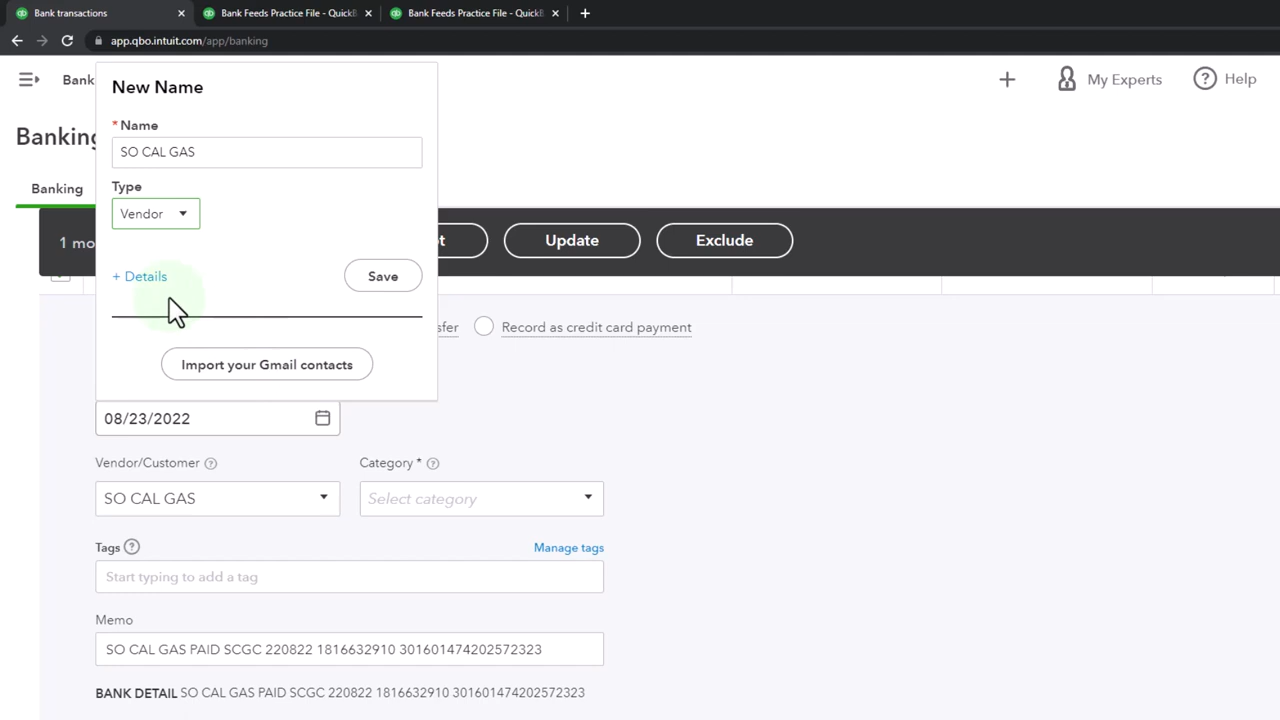 Bank transactions
Bank Feeds Practice File - QuickB
Bank Feeds Practice File - QuickB
app.qbo.intuit.com/app/banking
Bank
New Name
My Experts
Help
* Name
Banking
SO CAL GAS
Type
Banking
Vendor
1 mo
Update
Exclude
+ Details
Save
sfer
Record as credit card payment
Import your Gmail contacts
08/23/2022
Vendor/Customer
Category *
SO CAL GAS
Select category
Tags
Manage tags
Start typing to add a tag
Memo
SO CAL GAS PAID SCGC 220822 1816632910 301601474202572323
BANK DETAIL SO CAL GAS PAID SCGC 220822 1816632910 301601474202572323